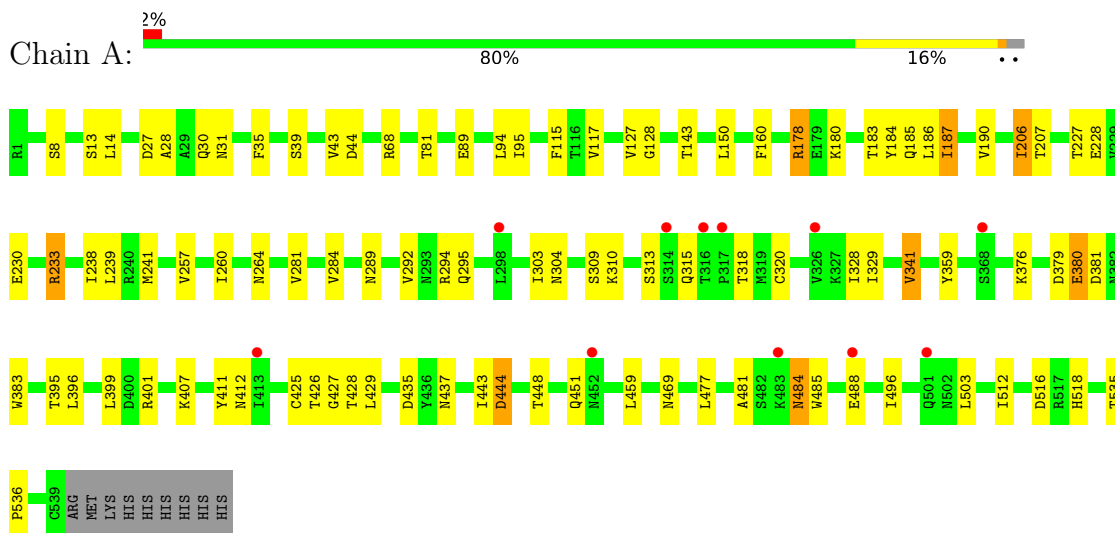 2%
Chain A:
80% 16% • •
R1 S8 S13 L14 D27 A28 A29 Q30 N31 F35 S39 V43 D44 R68 T81 E89 L94 I95 F115 T116 V117 V127 G128 T143 L150 F160 R178 E179 K180 T183 Y184 Q185 L186 I187 V190 I206 T207 T227 E228 V229
E230 R233 I238 L239 R240 M241 V257 I260 N264 V281 V284 N289 V292 N293 R294 Q295 L298 I303 N304 S309 K310 S313 S314 Q315 T316 P317 T318 M319 C320 V326 K327 I328 I329 V341 Y359 S368 K376 D379 E380 D381 N382
W383 T395 L396 L399 D400 R401 K407 Y411 N412 I413 C425 T426 G427 T428 L429 D435 Y436 N437 I443 D444 T448 Q451 N452 L459 N469 L477 A481 S482 K483 N484 W485 E488 I496 Q501 N502 L503 I512 D516 R517 H518 T535
P536 C539 ARG MET LYS HIS HIS HIS HIS HIS HIS